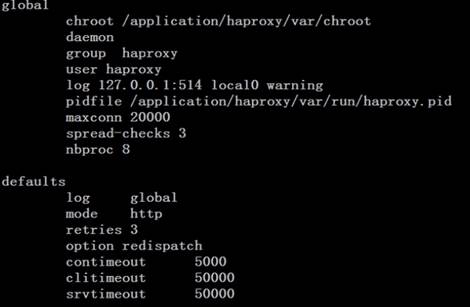 global
chroot /application/haproxy/var/chroot
daemon
group haproxy
user haproxy
log 127.0.0.1:514 local0 warning
pidfile /application/haproxy/var/run/haproxy.pid
maxconn 20000
spread-checks 3
nbproc 8
defaults
log global
mode http
retries 3
option redispatch
contimeout 5000
clitimeout 50000
srvtimeout 50000